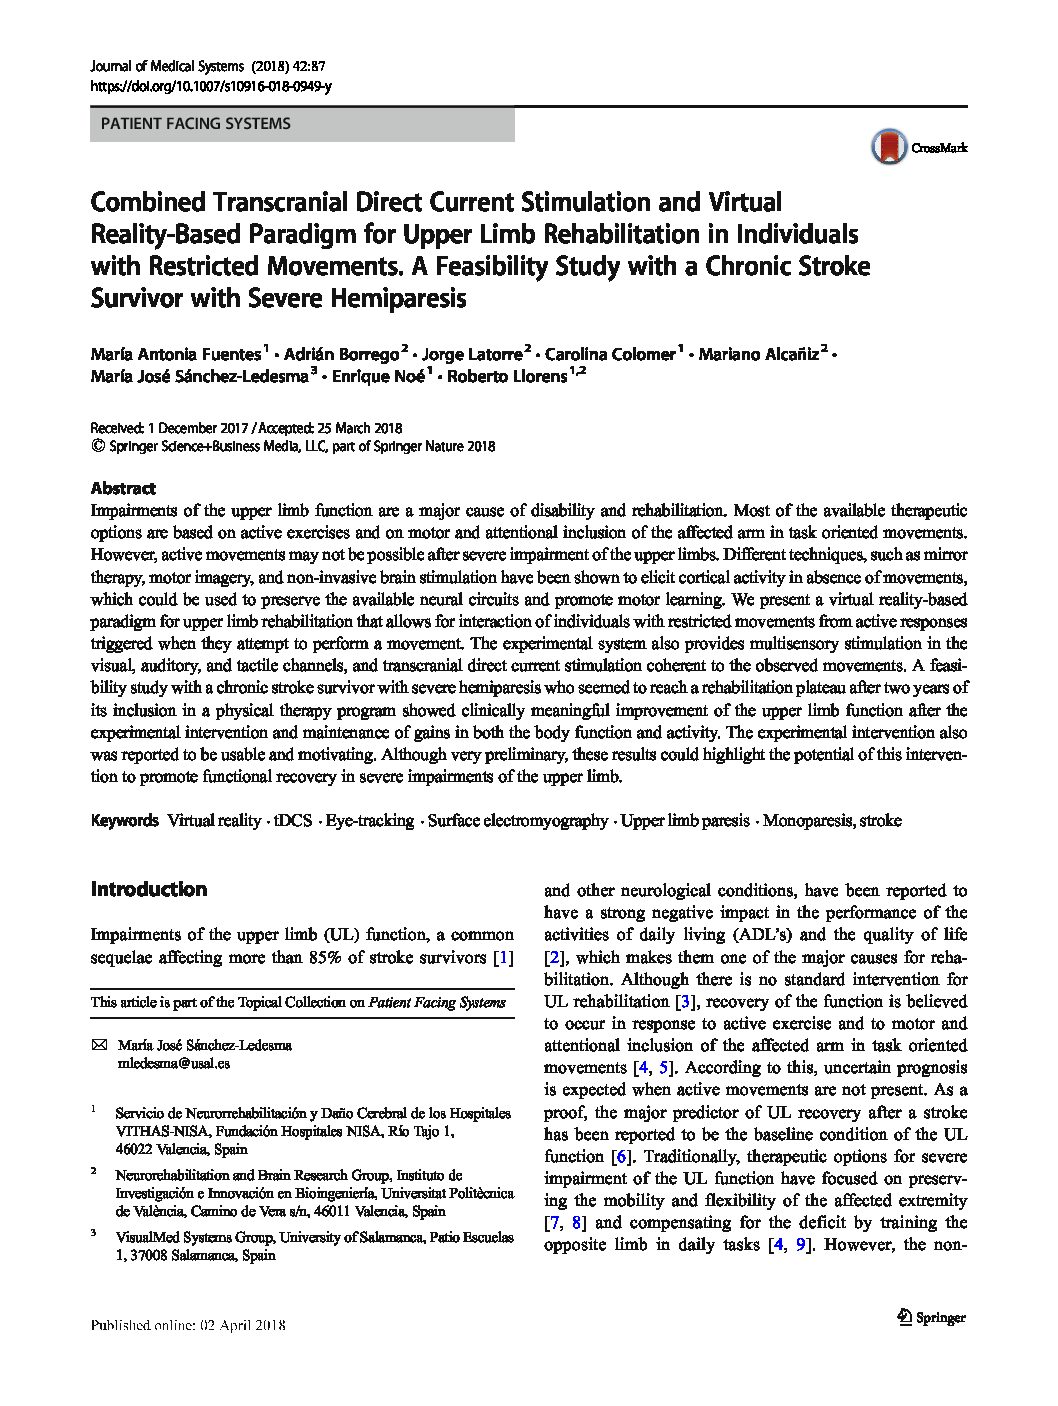 Journal of Medical Systems (2018) 42:87
https://doi.org/10.1007/s10916-018-0949-y
PATIENT FACING SYSTEMS
CrossMark
Combined Transcranial Direct Current Stimulation and Virtual
Reality-Based Paradigm for Upper Limb Rehabilitation in Individuals
with Restricted Movements. A Feasibility Study with a Chronic Stroke
Survivor with Severe Hemiparesis
María Antonia Fuentes 1 · Adrián Borrego 2 · Jorge Latorre 2 · Carolina Colomer 1 · Mariano Alcañiz 2 ·
María José Sánchez-Ledesma 3 · Enrique Noé 1 · Roberto Llorens 1,2
Received: 1 December 2017 / Accepted: 25 March 2018
© Springer Science+Business Media, LLC, part of Springer Nature 2018
Abstract
Impairments of the upper limb function are a major cause of disability and rehabilitation. Most of the available therapeutic
options are based on active exercises and on motor and attentional inclusion of the affected arm in task oriented movements.
However, active movements may not be possible after severe impairment of the upper limbs. Different techniques, such as mirror
therapy, motor imagery, and non-invasive brain stimulation have been shown to elicit cortical activity in absence of movements,
which could be used to preserve the available neural circuits and promote motor learning. We present a virtual reality-based
paradigm for upper limb rehabilitation that allows for interaction of individuals with restricted movements from active responses
triggered when they attempt to perform a movement. The experimental system also provides multisensory stimulation in the
visual, auditory, and tactile channels, and transcranial direct current stimulation coherent to the observed movements. A feasi-
bility study with a chronic stroke survivor with severe hemiparesis who seemed to reach a rehabilitation plateau after two years of
its inclusion in a physical therapy program showed clinically meaningful improvement of the upper limb function after the
experimental intervention and maintenance of gains in both the body function and activity. The experimental intervention also
was reported to be usable and motivating. Although very preliminary, these results could highlight the potential of this interven-
tion to promote functional recovery in severe impairments of the upper limb.
Keywords Virtual reality · tDCS · Eye-tracking · Surface electromyography · Upper limb paresis · Monoparesis, stroke
Introduction
Impairments of the upper limb (UL) function, a common
sequelae affecting more than 85% of stroke survivors [1]
This article is part of the Topical Collection on Patient Facing Systems
María José Sánchez-Ledesma
mledesma@usal.es
1 Servicio de Neurorrehabilitación y Daño Cerebral de los Hospitales
VITHAS-NISA, Fundación Hospitales NISA, Río Tajo 1,
46022 Valencia, Spain
2 Neurorehabilitation and Brain Research Group, Instituto de
Investigación e Innovación en Bioingeniería, Universitat Politècnica
de València, Camino de Vera s/n, 46011 Valencia, Spain
3 VisualMed Systems Group, University of Salamanca, Patio Escuelas
1, 37008 Salamanca, Spain
and other neurological conditions, have been reported to
have a strong negative impact in the performance of the
activities of daily living (ADL's) and the quality of life
[2], which makes them one of the major causes for reha-
bilitation. Although there is no standard intervention for
UL rehabilitation [3], recovery of the function is believed
to occur in response to active exercise and to motor and
attentional inclusion of the affected arm in task oriented
movements [4, 5]. According to this, uncertain prognosis
is expected when active movements are not present. As a
proof, the major predictor of UL recovery after a stroke
has been reported to be the baseline condition of the UL
function [6]. Traditionally, therapeutic options for severe
impairment of the UL function have focused on preserv-
ing the mobility and flexibility of the affected extremity
[7, 8] and compensating for the deficit by training the
opposite limb in daily tasks [4, 9]. However, the non-
Published online: 02 April 2018
Springer